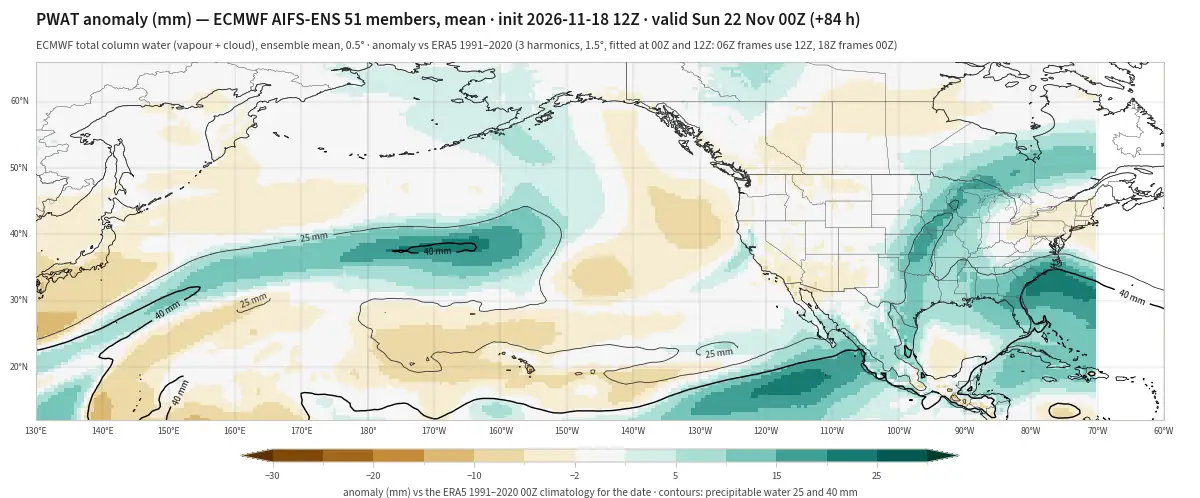 PWAT anomaly (mm) — ECMWF AIFS-ENS 51 members, mean · init 2026-11-18 12Z · valid Sun 22 Nov 00Z (+84 h)
ECMWF total column water (vapour + cloud), ensemble mean, 0.5° · anomaly vs ERA5 1991–2020 (3 harmonics, 1.5°, fitted at 00Z and 12Z: 06Z frames use 12Z, 18Z frames 00Z)
60°N
50°N
40°N
30°N
20°N
25 mm
40 mm
40 mm
25 mm
40 mm
25 mm
40 mm
130°E 140°E 150°E 160°E 170°E 180° 170°W 160°W 150°W 140°W 130°W 120°W 110°W 100°W 90°W 80°W 70°W 60°W
−30 −20 −10 −2 5 15 25
anomaly (mm) vs the ERA5 1991–2020 00Z climatology for the date · contours: precipitable water 25 and 40 mm